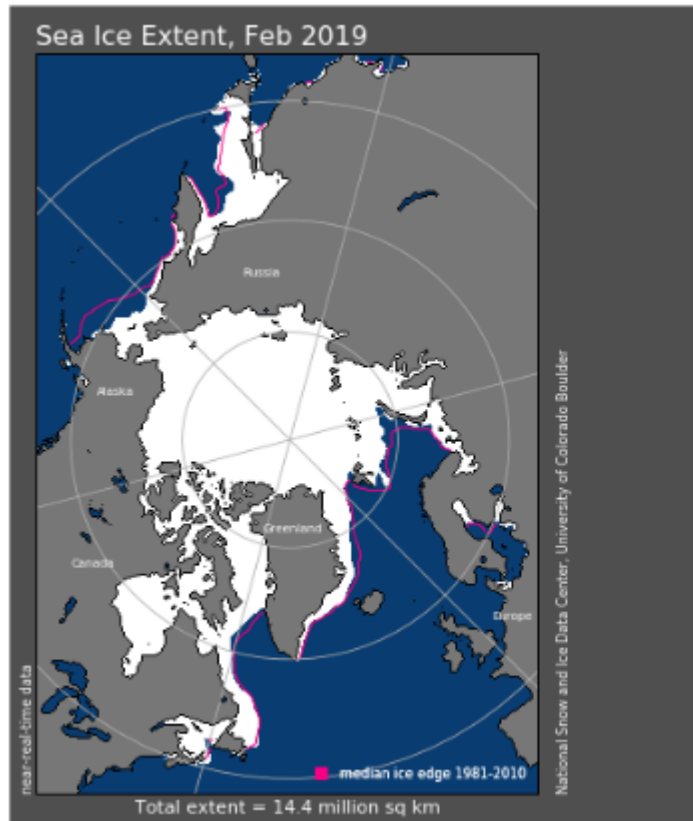 Sea Ice Extent, Feb 2019
Russia
Alaska
Greenland
Canada
Europe
near-real-time data
National Snow and Ice Data Center, University of Colorado Boulder
median ice edge 1981-2010
Total extent = 14.4 million sq km